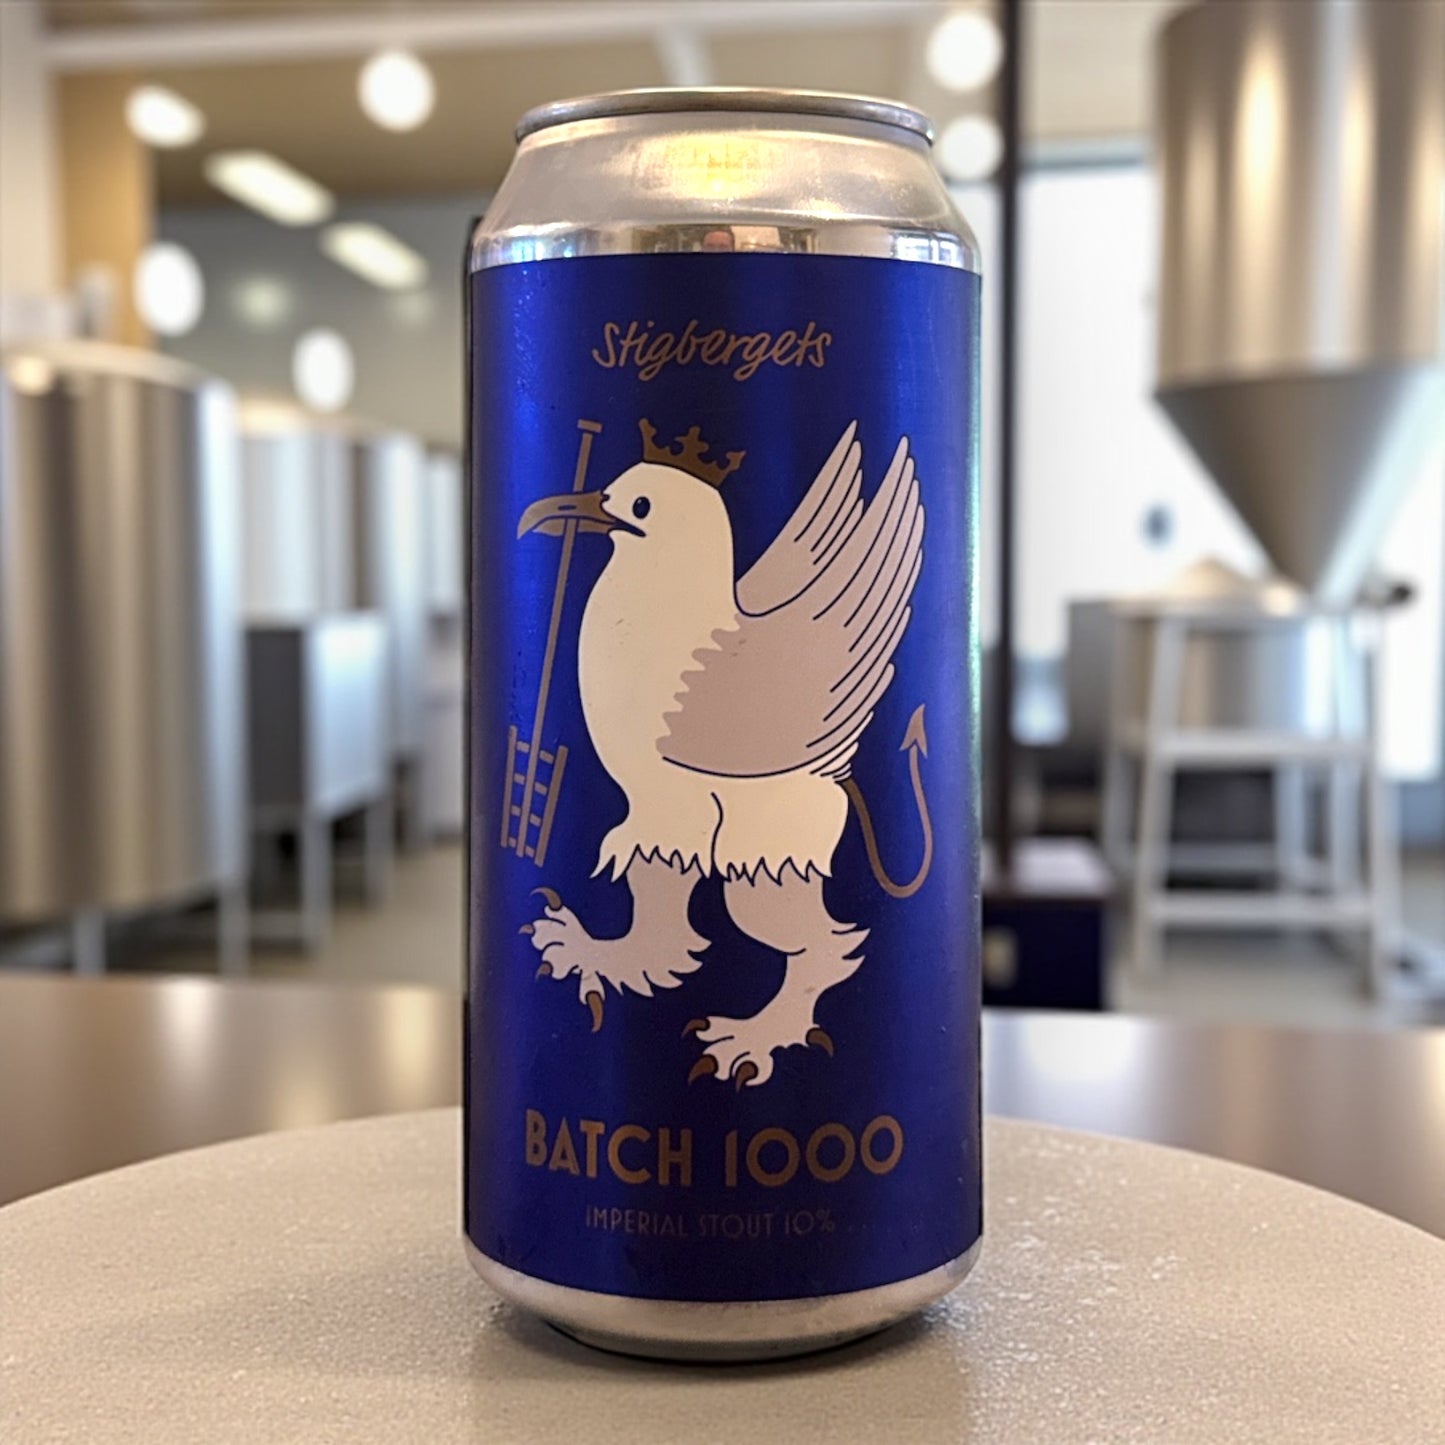 Stigbergets
BATCH 1000
IMPERIAL STOUT 10%